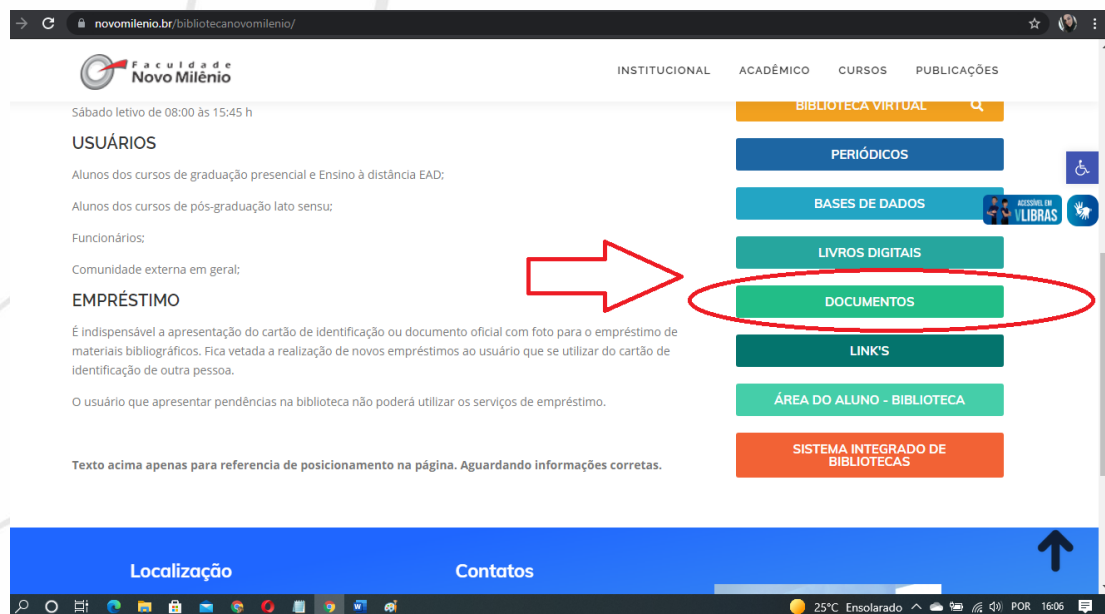 novomilenio.br/bibliotecanovomilenio/
Faculdade
Novo Milênio
INSTITUCIONAL ACADÊMICO CURSOS PUBLICAÇÕES
Sábado letivo de 08:00 às 15:45 h
USUÁRIOS
Alunos dos cursos de graduação presencial e Ensino à distância EAD;
Alunos dos cursos de pós-graduação lato sensu;
Funcionários;
Comunidade externa em geral;
EMPRÉSTIMO
É indispensável a apresentação do cartão de identificação ou documento oficial com foto para o empréstimo de
materiais bibliográficos. Fica vetada a realização de novos empréstimos ao usuário que se utilizar do cartão de
identificação de outra pessoa.
O usuário que apresentar pendências na biblioteca não poderá utilizar os serviços de empréstimo.
Texto acima apenas para referencia de posicionamento na página. Aguardando informações corretas.
BIBLIOTECA VIRTUAL
PERIÓDICOS
BASES DE DADOS
LIVROS DIGITAIS
DOCUMENTOS
LINK'S
ÁREA DO ALUNO - BIBLIOTECA
SISTEMA INTEGRADO DE
BIBLIOTECAS
ACESSÍVEL EM
VLIBRAS
Localização
Contatos
25°C Ensolarado
POR
16:06